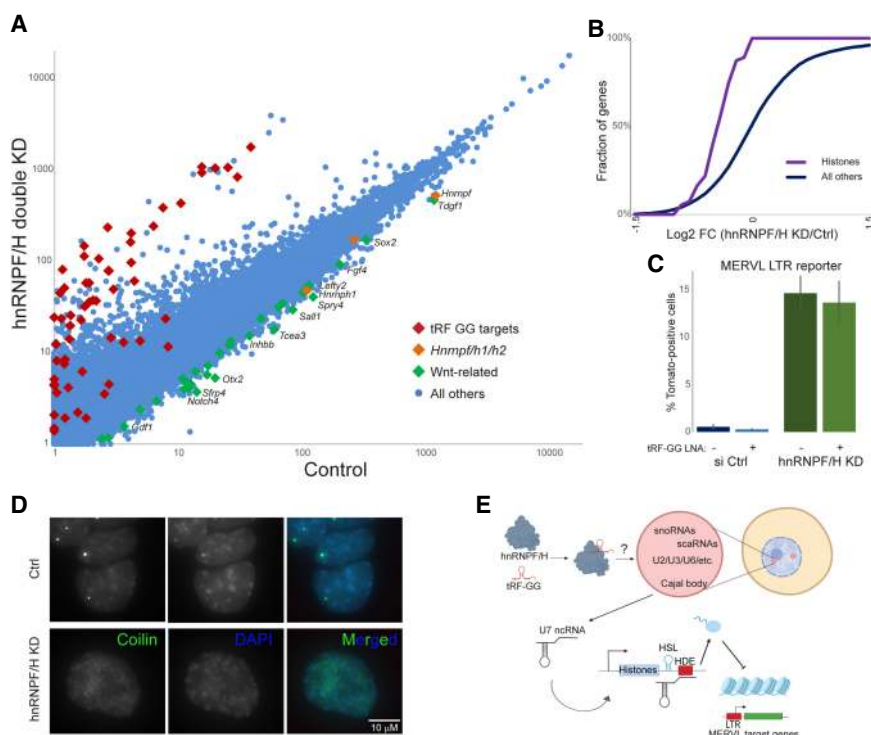 A
hnRNPF/H double KD
10000
1000
100
10
1
1
10
100
1000
10000
Control
Hnrnpf
Tdgf1
Sox2
Fgf4
Lefty2
Hnrnph1
Spry4
Sall1
Tcea3
Inhbb
Otx2
Sfrp4
Notch4
Gdf1
tRF GG targets
Hnrnpf/h1/h2
Wnt-related
All others
B
Fraction of genes
100%
50%
0%
-1.5
0
1.5
Log2 FC (hnRNPF/H KD/Ctrl)
Histones
All others
C
MERVL LTR reporter
% Tomato-positive cells
15
10
5
0
tRF-GG LNA:
-
+
-
+
si Ctrl
hnRNPF/H KD
D
Ctrl
hnRNPF/H KD
Coilin
DAPI
Merged
10 µM
E
hnRNPF/H
tRF-GG
?
snoRNAs
scaRNAs
U2/U3/U6/etc.
Cajal body
U7 ncRNA
HSL
HDE
Histones
LTR
MERVL target genes